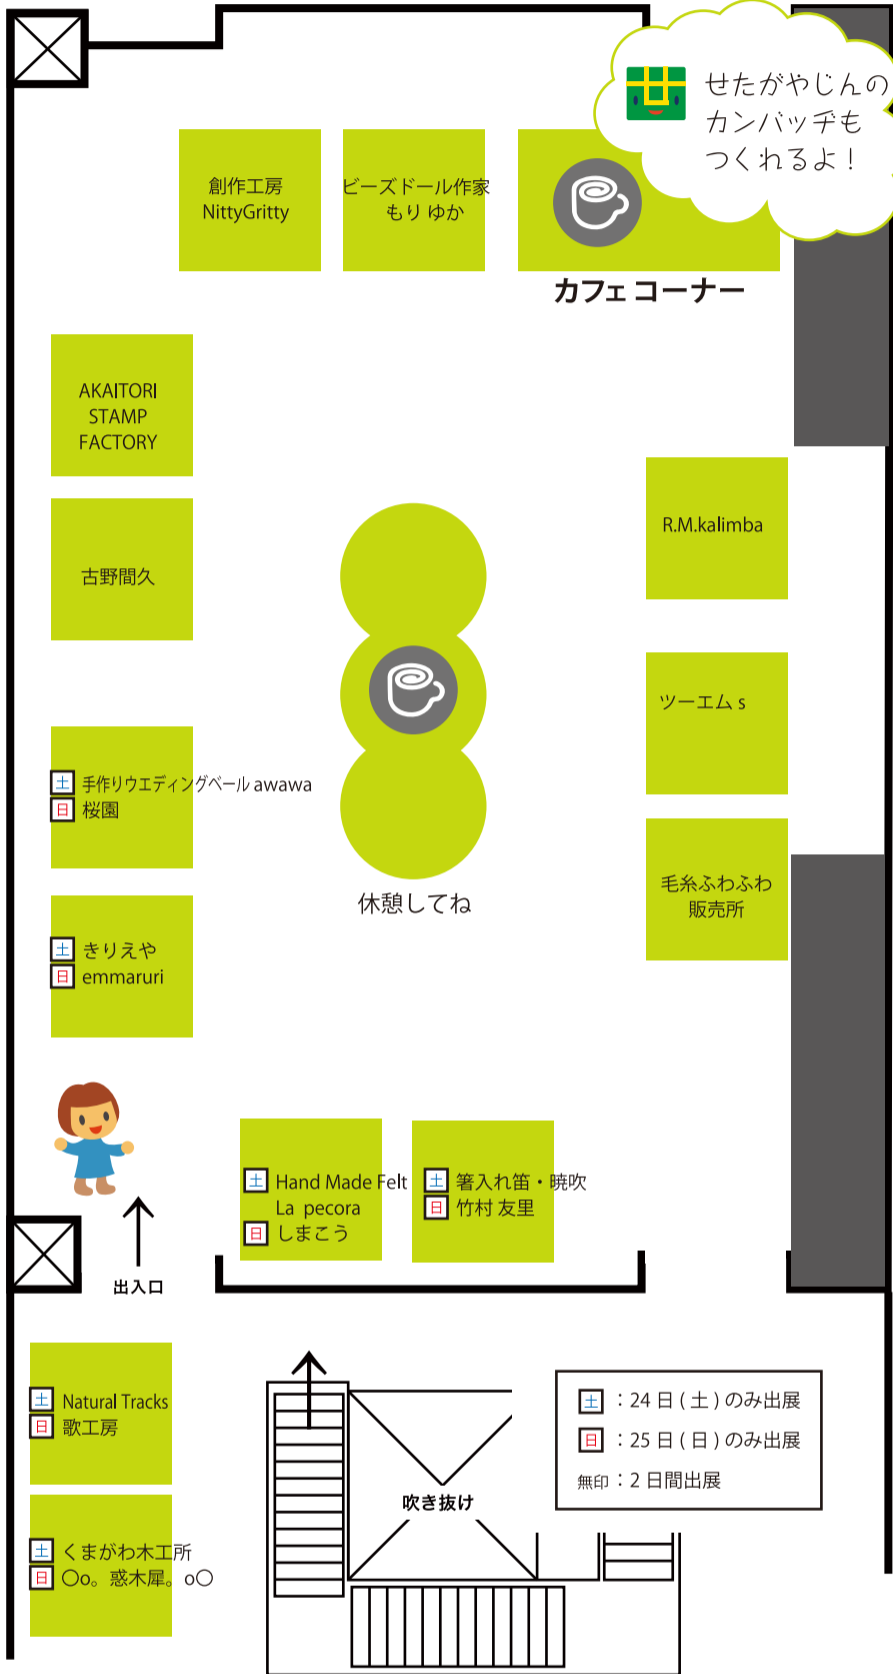 せたがやじんの
カンバッヂも
つくれるよ！
創作工房
NittyGritty
ビーズドール作家
もり ゆか
カフェ コーナー
AKAITORI
STAMP
FACTORY
R.M.kalimba
古野間久
ツーエム s
土 手作りウエディングベール awawa
日 桜園
毛糸ふわふわ
販売所
休憩してね
土 きりえや
日 emmaruri
土 Hand Made Felt
La pecora
日 しまこう
土 箸入れ笛・暁吹
日 竹村 友里
出入口
土 Natural Tracks
日 歌工房
土 ：24 日 ( 土 ) のみ出展
日 ：25 日 ( 日 ) のみ出展
無印：2 日間出展
吹き抜け
土 くまがわ木工所
日 〇o。惑木犀。o〇